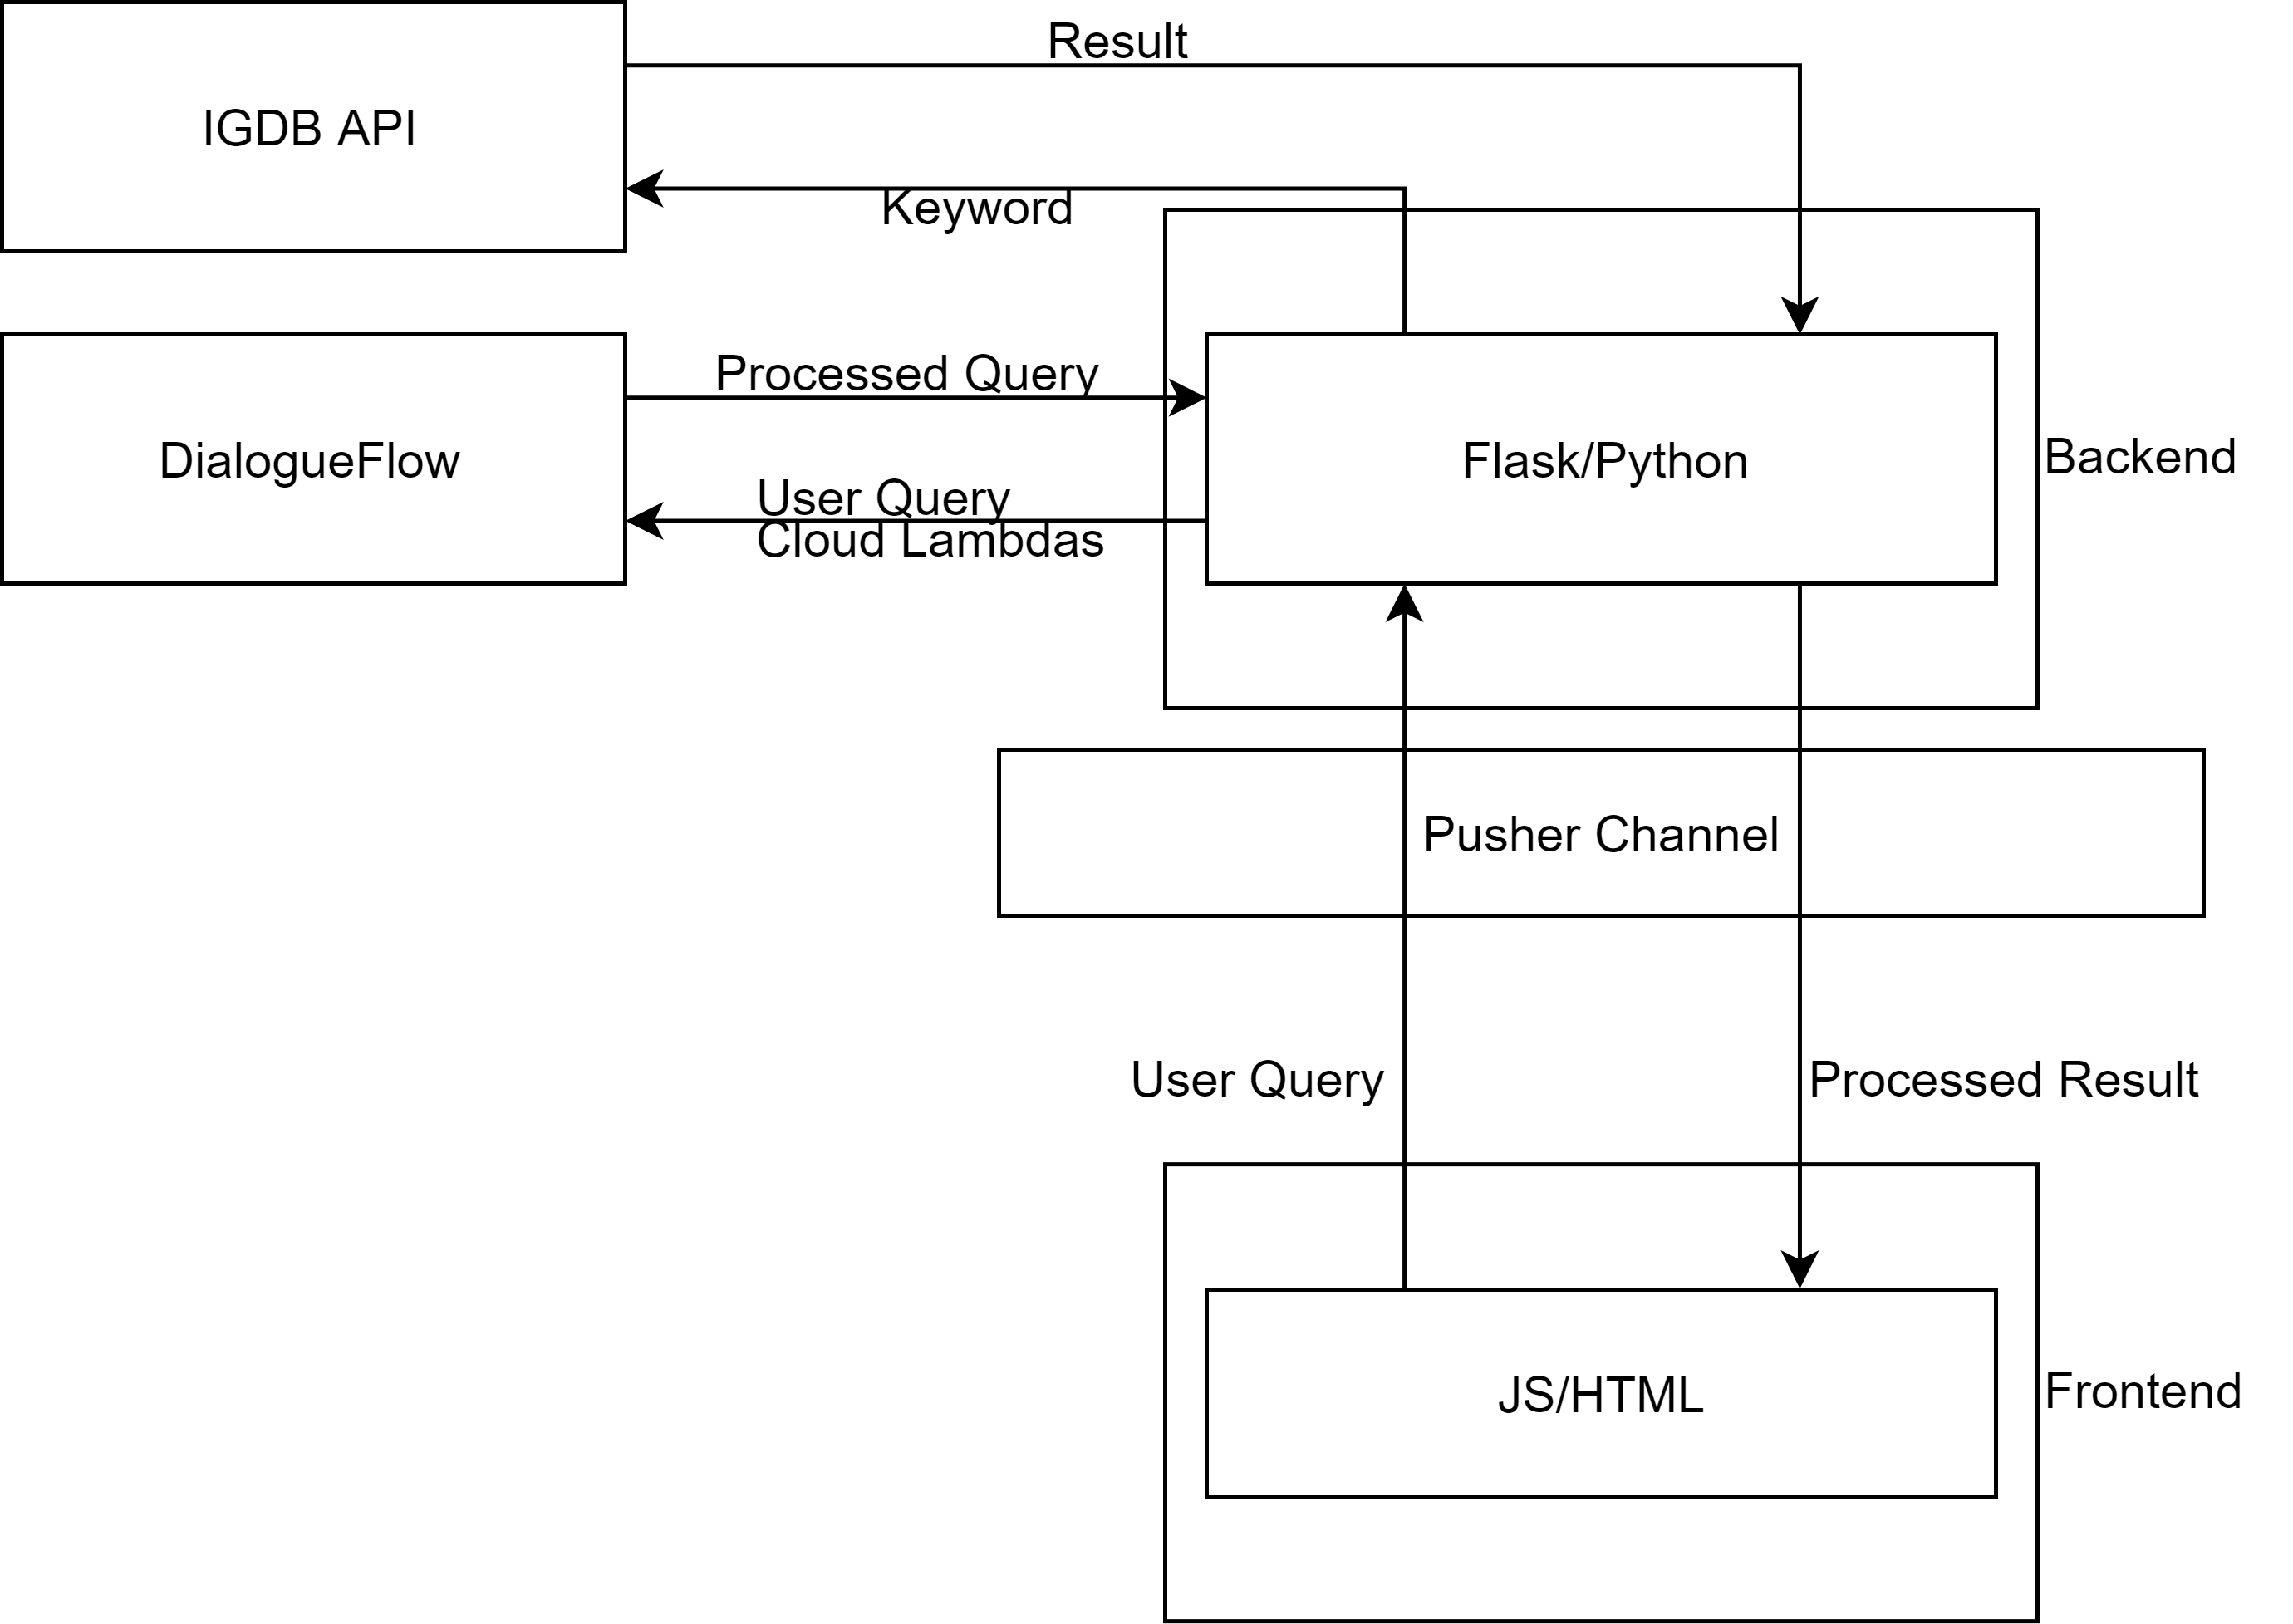 Result
IGDB API
Keyword
Processed Query
DialogueFlow
User Query
Cloud Lambdas
Flask/Python
Backend
Pusher Channel
User Query
Processed Result
JS/HTML
Frontend